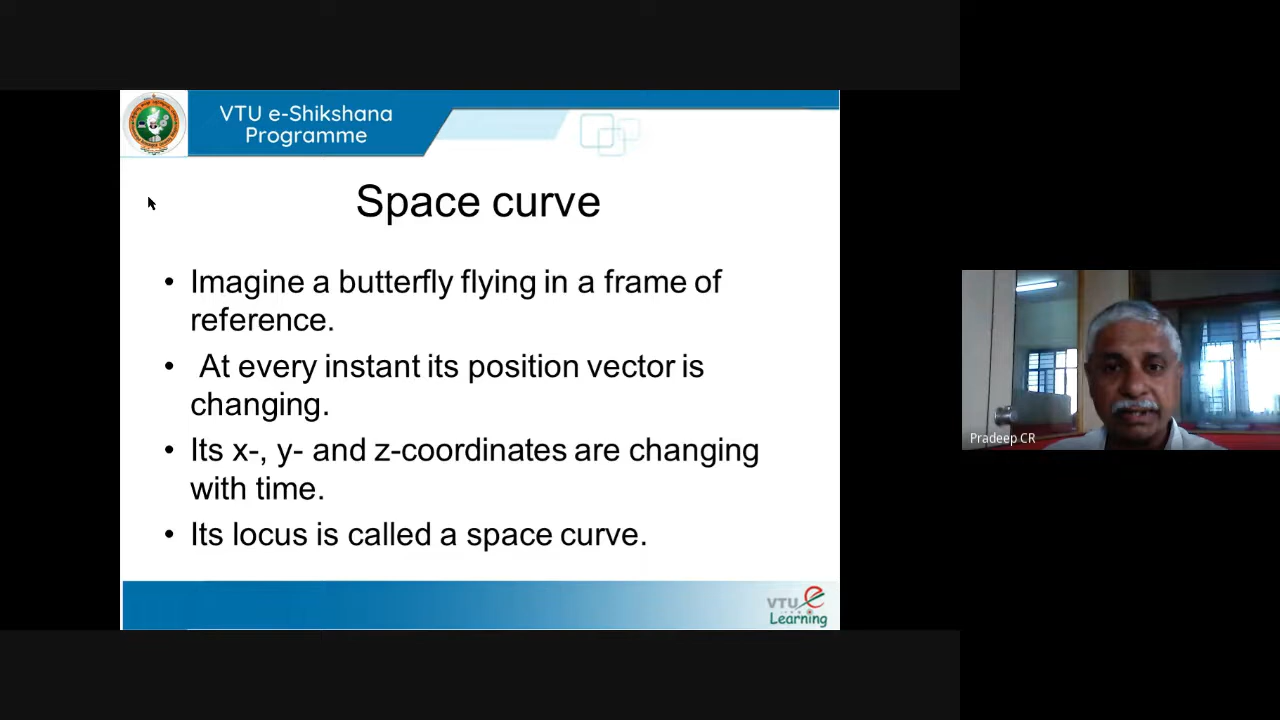 VTU e-Shikshana
Programme
Space curve
• Imagine a butterfly flying in a frame of
reference.
• At every instant its position vector is
changing.
• Its x-, y- and z-coordinates are changing
with time.
• Its locus is called a space curve.
VTU e
Learning
Pradeep CR